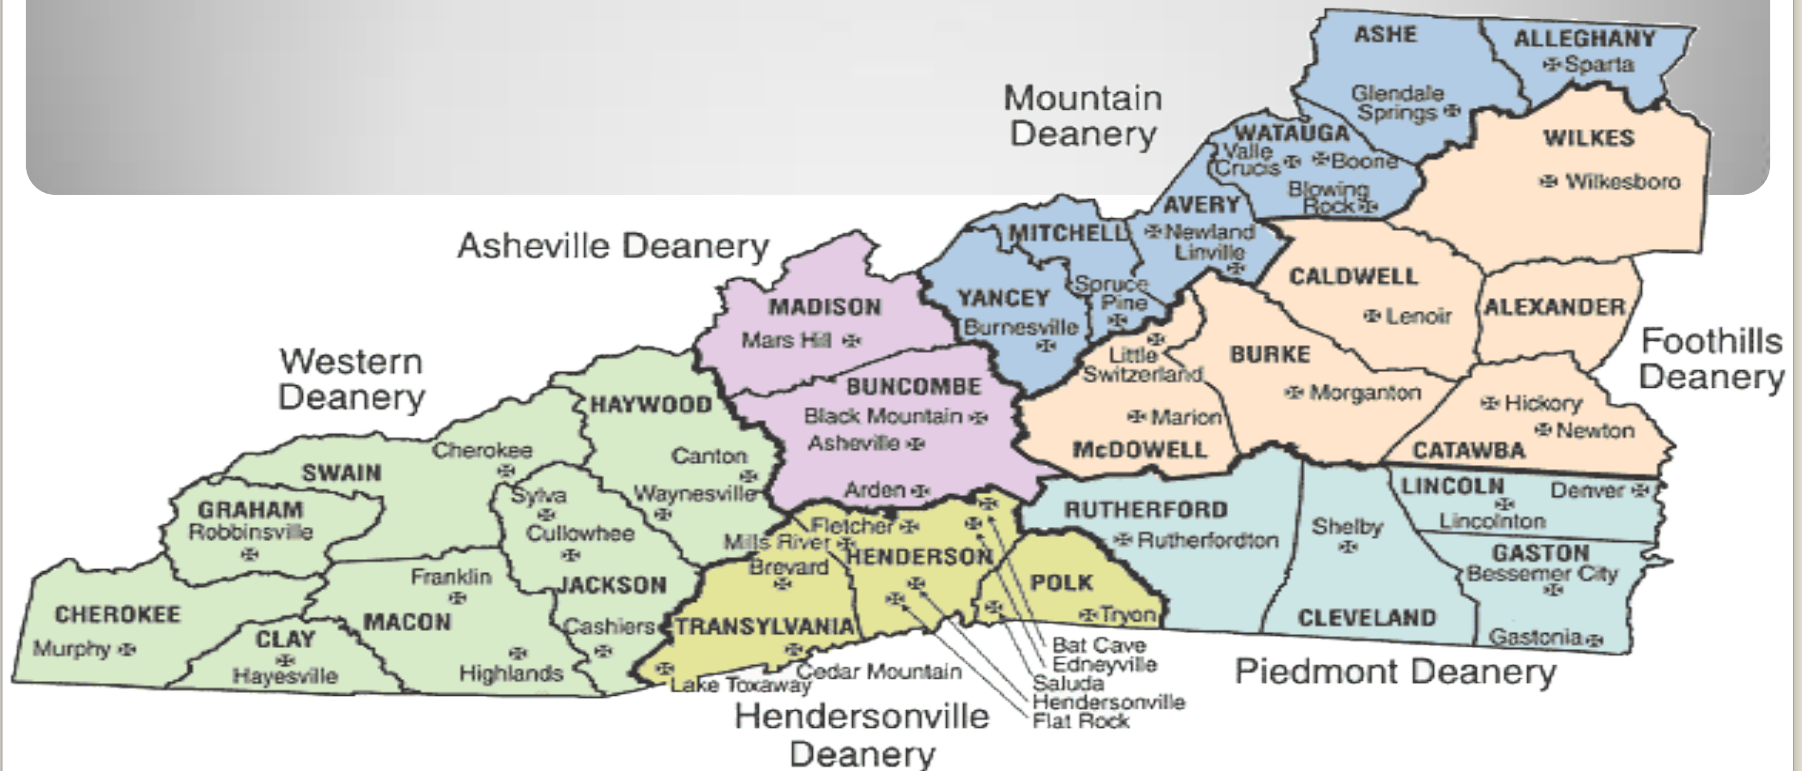 ASHE
ALLEGHANY
Sparta
Glendale
Springs
Mountain
Deanery
WATAUGA
Valle
Crucis
Boone
Blowing
Rock
WILKES
Wilkesboro
AVERY
Newland
Linville
MITCHELL
Spruce
Pine
YANCEY
Burnesville
Asheville Deanery
MADISON
Mars Hill
BUNCOMBE
Black Mountain
Asheville
Arden
CALDWELL
Lenoir
ALEXANDER
Foothills
Deanery
BURKE
Morganton
Little
Switzerland
Marion
McDOWELL
Hickory
Newton
CATAWBA
Western
Deanery
HAYWOOD
Canton
Waynesville
Cherokee
SWAIN
GRAHAM
Robbinsville
Sylva
Cullowhee
JACKSON
Cashiers
Franklin
MACON
Highlands
CHEROKEE
Murphy
CLAY
Hayesville
Fletcher
Mills River
HENDERSON
Brevard
TRANSYLVANIA
Lake Toxaway
Cedar Mountain
POLK
Tryon
Bat Cave
Edneyville
Saluda
Hendersonville
Flat Rock
Hendersonville
Deanery
RUTHERFORD
Rutherfordton
Shelby
CLEVELAND
LINCOLN
Denver
Lincolnton
GASTON
Bessemer City
Gastonia
Piedmont Deanery